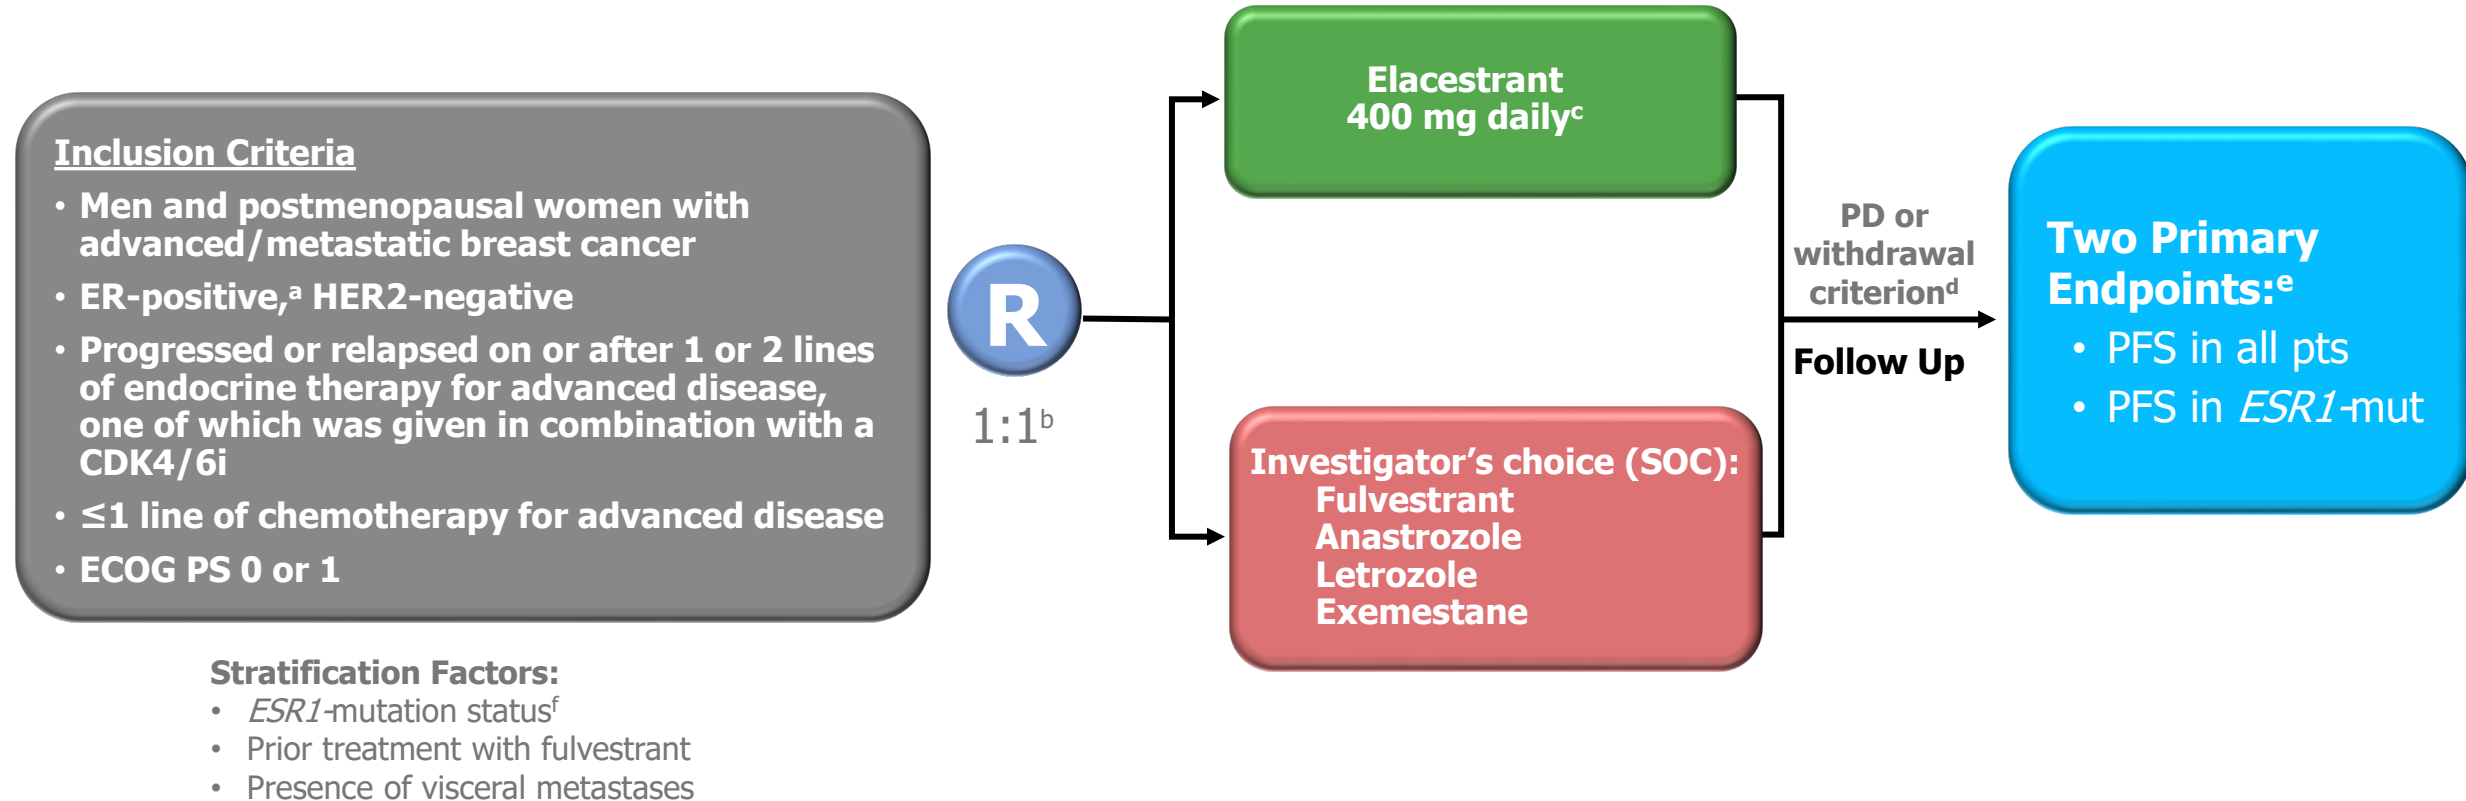 Inclusion Criteria
• Men and postmenopausal women with
advanced/metastatic breast cancer
• ER-positive,ᵃ HER2-negative
• Progressed or relapsed on or after 1 or 2 lines
of endocrine therapy for advanced disease,
one of which was given in combination with a
CDK4/6i
• ≤1 line of chemotherapy for advanced disease
• ECOG PS 0 or 1
Stratification Factors:
• ESR1-mutation statusᶠ
• Prior treatment with fulvestrant
• Presence of visceral metastases
R
1:1ᵇ
Elacestrant
400 mg dailyᶜ
Investigator’s choice (SOC):
Fulvestrant
Anastrozole
Letrozole
Exemestane
PD or
withdrawal
criterionᵈ
Follow Up
Two Primary
Endpoints:ᵉ
• PFS in all pts
• PFS in ESR1-mut